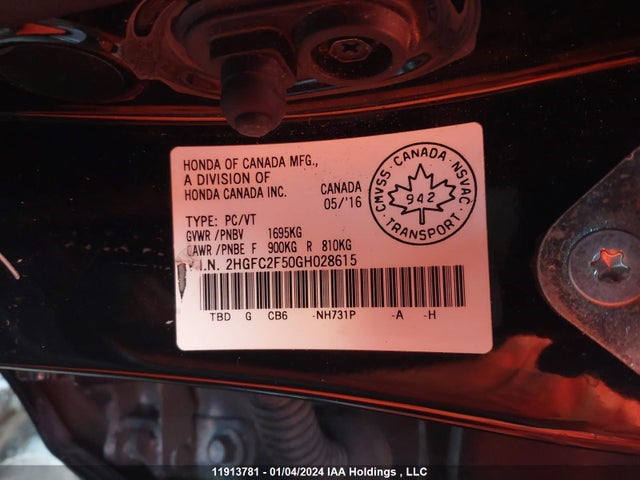 HONDA OF CANADA MFG.,
A DIVISION OF
HONDA CANADA INC.
CANADA
05/'16
CMVSS · CANADA · NSVAC
942
TRANSPORT
TYPE: PC/VT
GVWR /PNBV 1695KG
GAWR /PNBE F 900KG R 810KG
V.I.N. 2HGFC2F50GH028615
TBD G CB6 -NH731P -A -H
11913781 - 01/04/2024 IAA Holdings , LLC